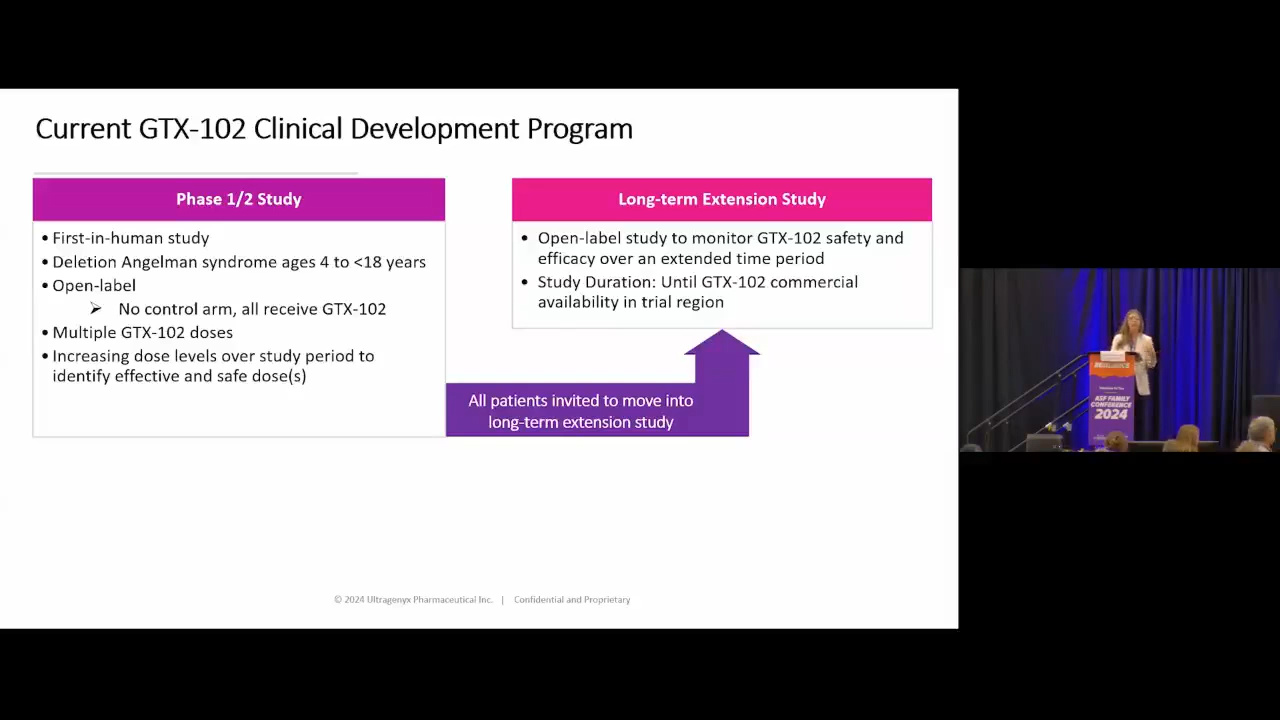 Current GTX-102 Clinical Development Program
Phase 1/2 Study
• First-in-human study
• Deletion Angelman syndrome ages 4 to <18 years
• Open-label
➢ No control arm, all receive GTX-102
• Multiple GTX-102 doses
• Increasing dose levels over study period to
identify effective and safe dose(s)
Long-term Extension Study
• Open-label study to monitor GTX-102 safety and
efficacy over an extended time period
• Study Duration: Until GTX-102 commercial
availability in trial region
All patients invited to move into
long-term extension study
© 2024 Ultragenyx Pharmaceutical Inc. | Confidential and Proprietary
ASF FAMILY
CONFERENCE
2024